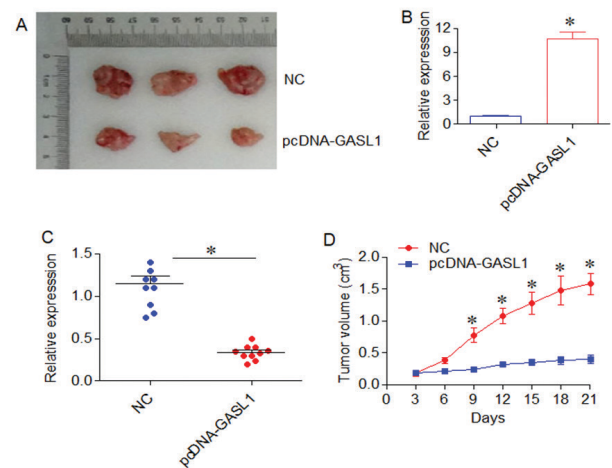 A
NC
pcDNA-GASL1
B
Relative expresssion
12
9
6
3
0
*
NC
pcDNA-GASL1
C
Relative expresssion
1.5
1.0
0.5
0.0
*
NC
pcDNA-GASL1
D
NC
pcDNA-GASL1
Tumor volume (cm3)
2.0
1.5
1.0
0.5
0.0
* * * * *
0 3 6 9 12 15 18 21
Days